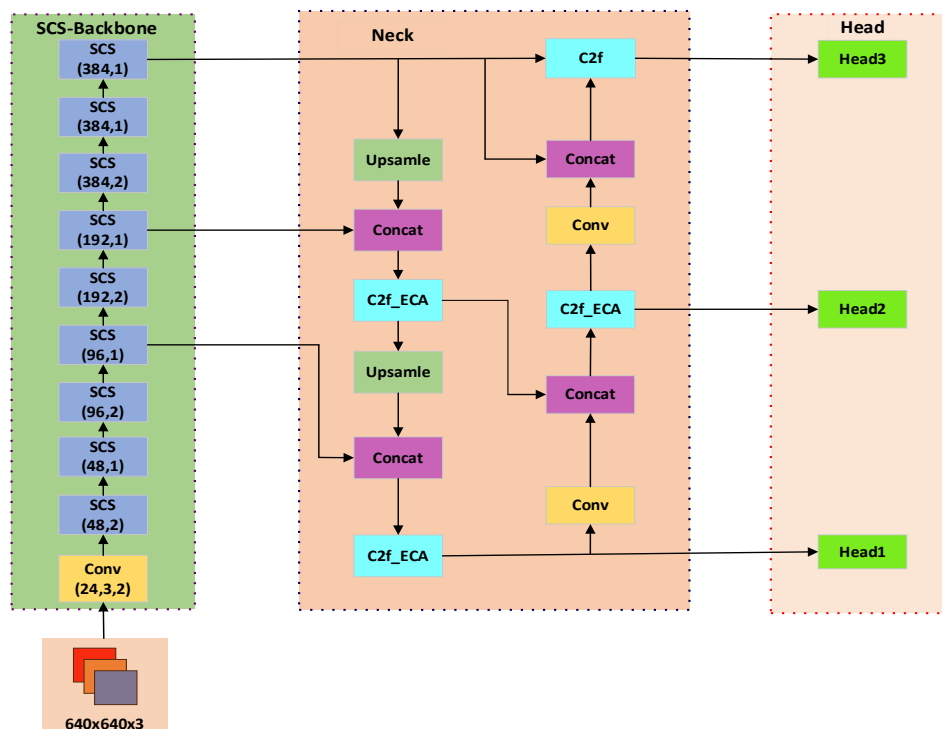 SCS-Backbone
SCS
(384,1)
SCS
(384,1)
SCS
(384,2)
SCS
(192,1)
SCS
(192,2)
SCS
(96,1)
SCS
(96,2)
SCS
(48,1)
SCS
(48,2)
Conv
(24,3,2)
640x640x3
Neck
Upsamle
Concat
C2f_ECA
Upsamle
Concat
C2f_ECA
C2f
Concat
Conv
C2f_ECA
Concat
Conv
Head
Head3
Head2
Head1